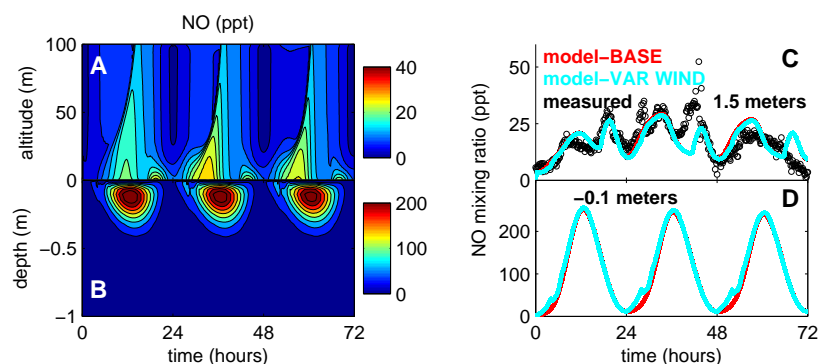 NO (ppt)
100
50
0
altitude (m)
A
40
20
0
−0.5
−1
depth (m)
B
200
100
0
0
24
48
72
time (hours)
C
model−BASE
model−VAR WIND
measured
1.5 meters
50
25
0
NO mixing ratio (ppt)
D
−0.1 meters
200
100
0
0
24
48
72
time (hours)